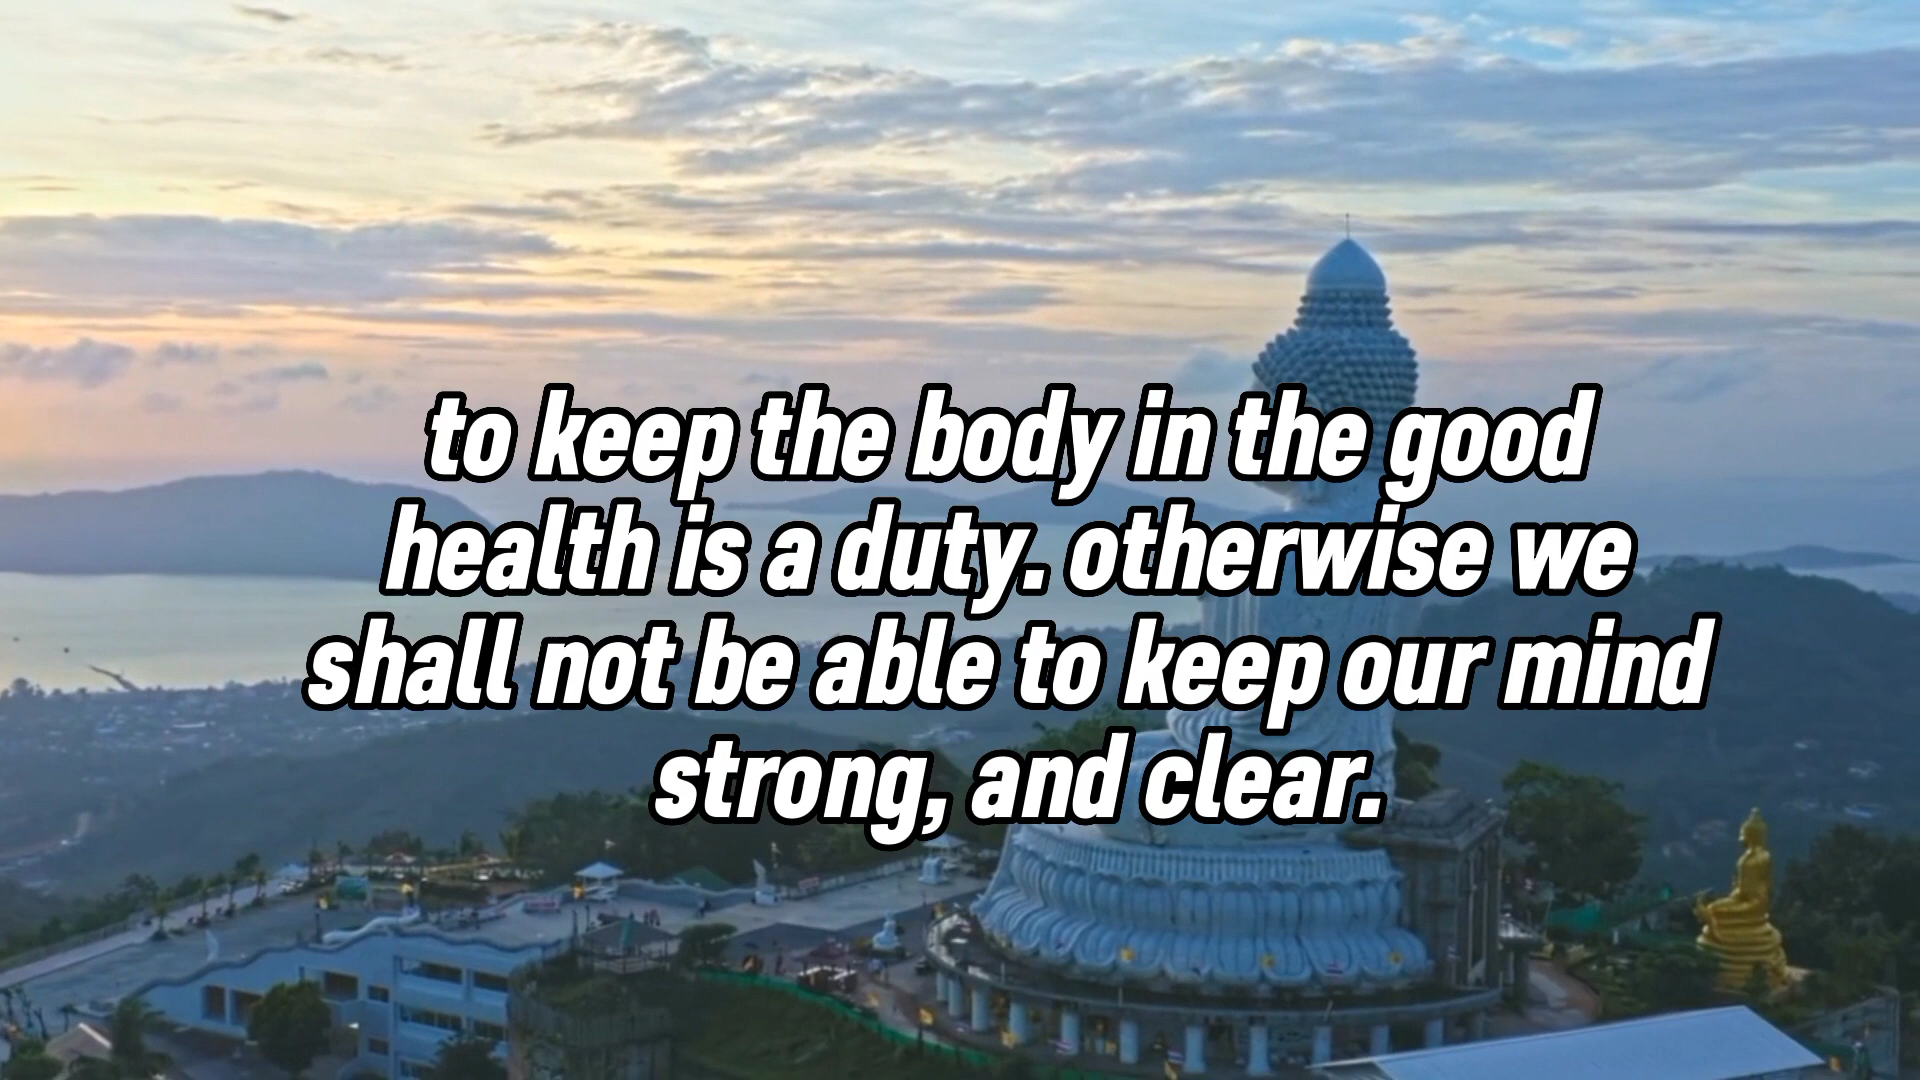 to keep the body in the good
health is a duty. otherwise we
shall not be able to keep our mind
strong, and clear.